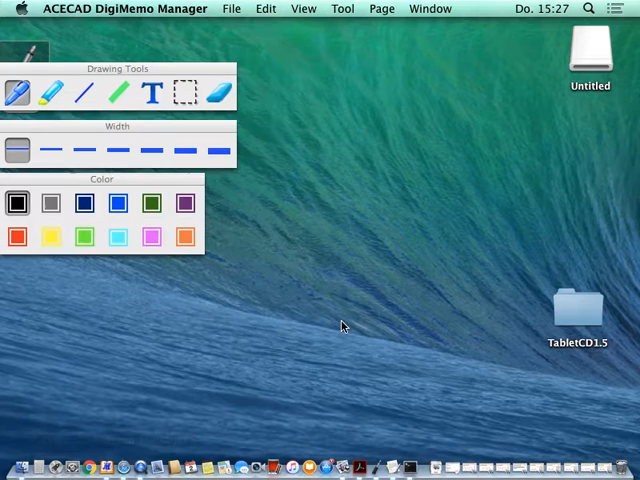 ACECAD DigiMemo Manager File Edit View Tool Page Window Do. 15:27
Drawing Tools
T
Width
Color
Untitled
TabletCD1.5